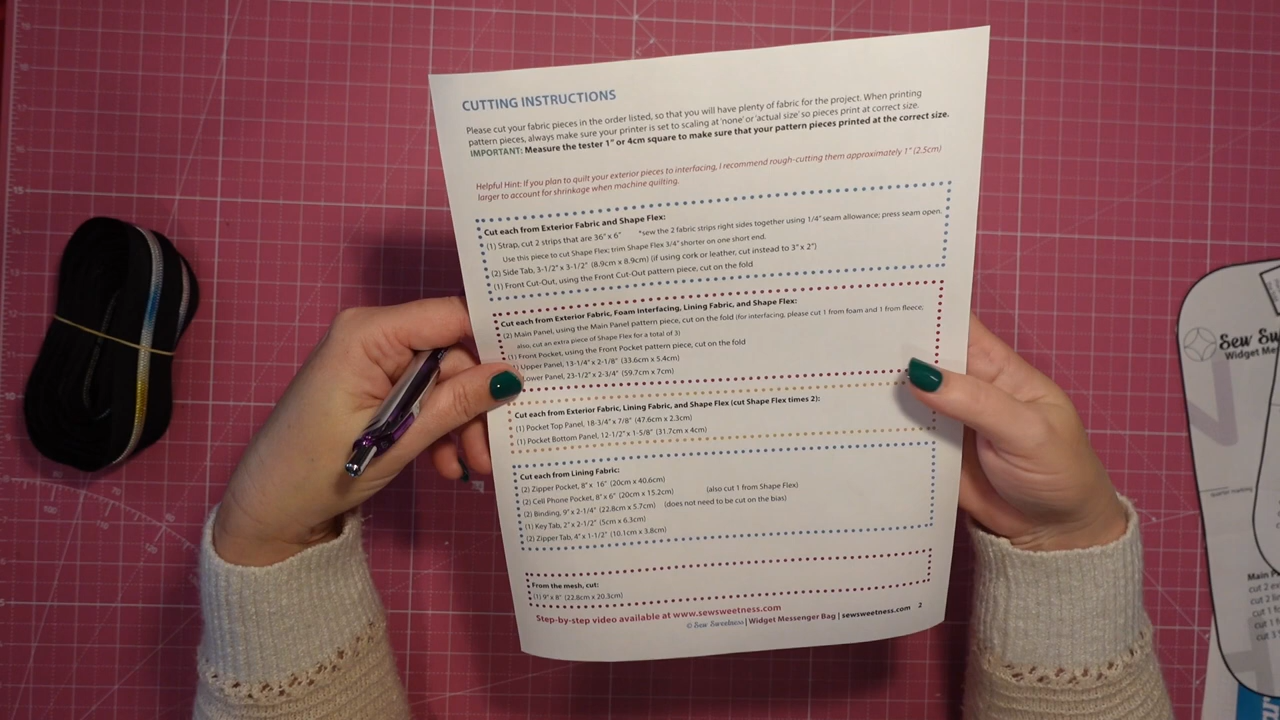 CUTTING INSTRUCTIONS
Please cut your fabric pieces in the order listed, so that you will have plenty of fabric for the project. When printing
pattern pieces, always make sure your printer is set to scaling at 'none' or 'actual size' so pieces print at correct size.
IMPORTANT: Measure the tester 1" or 4cm square to make sure that your pattern pieces printed at the correct size.
Helpful Hint: If you plan to quilt your exterior pieces to interfacing, I recommend rough-cutting them approximately 1" (2.5cm)
larger to account for shrinkage when machine quilting.
Cut each from Exterior Fabric and Shape Flex:
(1) Strap, cut 2 strips that are 36" x 6" *sew the 2 fabric strips right sides together using 1/4" seam allowance; press seam open.
Use this piece to cut Shape Flex; trim Shape Flex 3/4" shorter on one short end.
(2) Side Tab, 3-1/2" x 3-1/2" (8.9cm x 8.9cm) (if using cork or leather, cut instead to 3" x 2")
(1) Front Cut-Out, using the Front Cut-Out pattern piece, cut on the fold
Cut each from Exterior Fabric, Foam Interfacing, Lining Fabric, and Shape Flex:
(2) Main Panel, using the Main Panel pattern piece, cut on the fold (for interfacing, please cut 1 from foam and 1 from fleece;
also, cut an extra piece of Shape Flex for a total of 3)
(1) Front Pocket, using the Front Pocket pattern piece, cut on the fold
1) Upper Panel, 13-1/4" x 2-1/8" (33.6cm x 5.4cm)
Lower Panel, 23-1/2" x 2-3/4" (59.7cm x 7cm)
Cut each from Exterior Fabric, Lining Fabric, and Shape Flex (cut Shape Flex times 2):
(1) Pocket Top Panel, 18-3/4" x 7/8" (47.6cm x 2.3cm)
(1) Pocket Bottom Panel, 12-1/2" x 1-5/8" (31.7cm x 4cm)
Cut each from Lining Fabric:
(2) Zipper Pocket, 8" x 16" (20cm x 40.6cm)
(2) Cell Phone Pocket, 8" x 6" (20cm x 15.2cm) (also cut 1 from Shape Flex)
(2) Binding, 9" x 2-1/4" (22.8cm x 5.7cm) (does not need to be cut on the bias)
(1) Key Tab, 2" x 2-1/2" (5cm x 6.3cm)
(2) Zipper Tab, 4" x 1-1/2" (10.1cm x 3.8cm)
From the mesh, cut:
(1) 9" x 8" (22.8cm x 20.3cm)
Step-by-step video available at www.sewsweetness.com
© Sew Sweetness | Widget Messenger Bag | sewsweetness.com 2
Sew Sw
Widget Me
Main P
cut 2 e
cut 2 li
cut 1
cut 1
cut
15
14
13